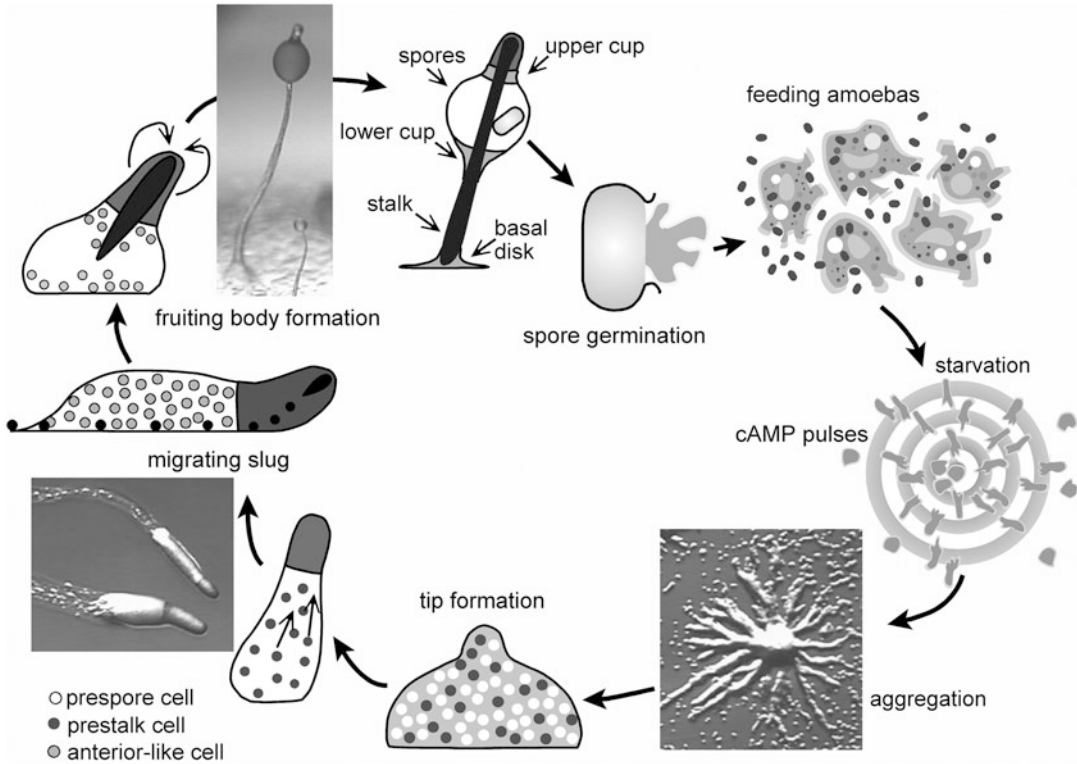 spores
upper cup
lower cup
stalk
basal
disk
feeding amoebas
fruiting body formation
spore germination
starvation
cAMP pulses
migrating slug
tip formation
aggregation
prespore cell
prestalk cell
anterior-like cell